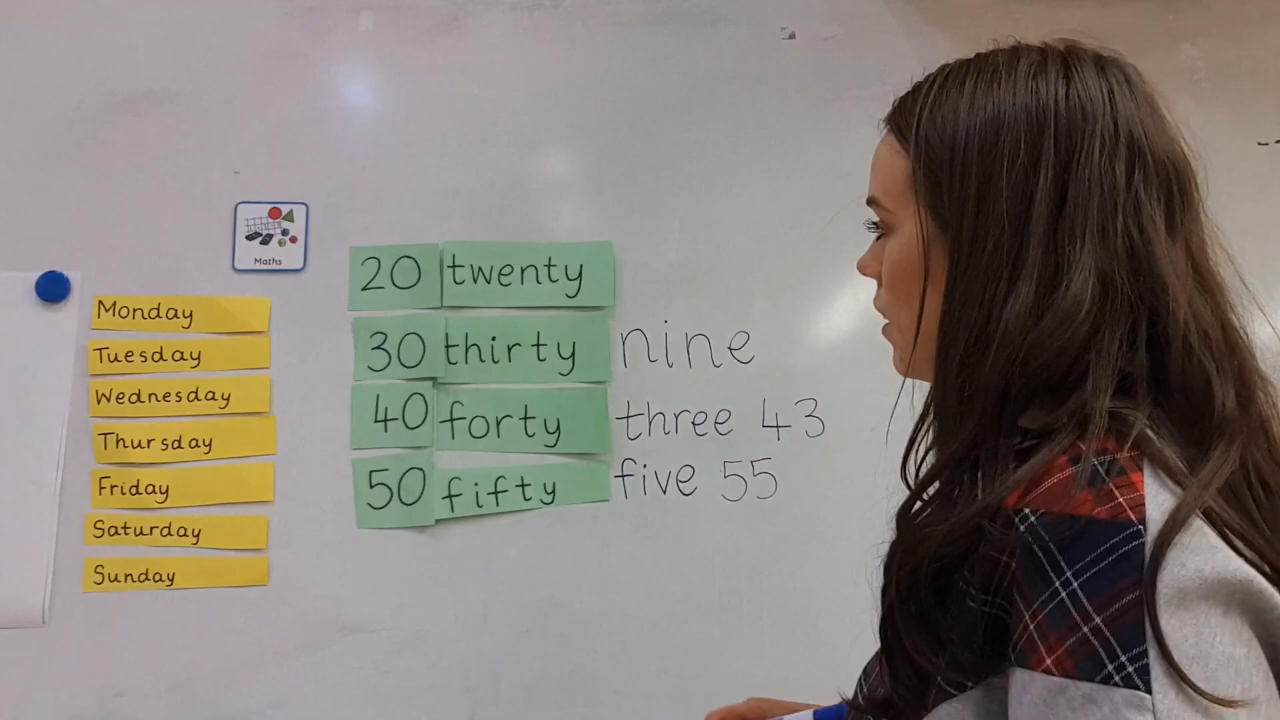 Maths
Monday
Tuesday
Wednesday
Thursday
Friday
Saturday
Sunday
20 twenty
30 thirty nine
40 forty three 43
50 fifty five 55